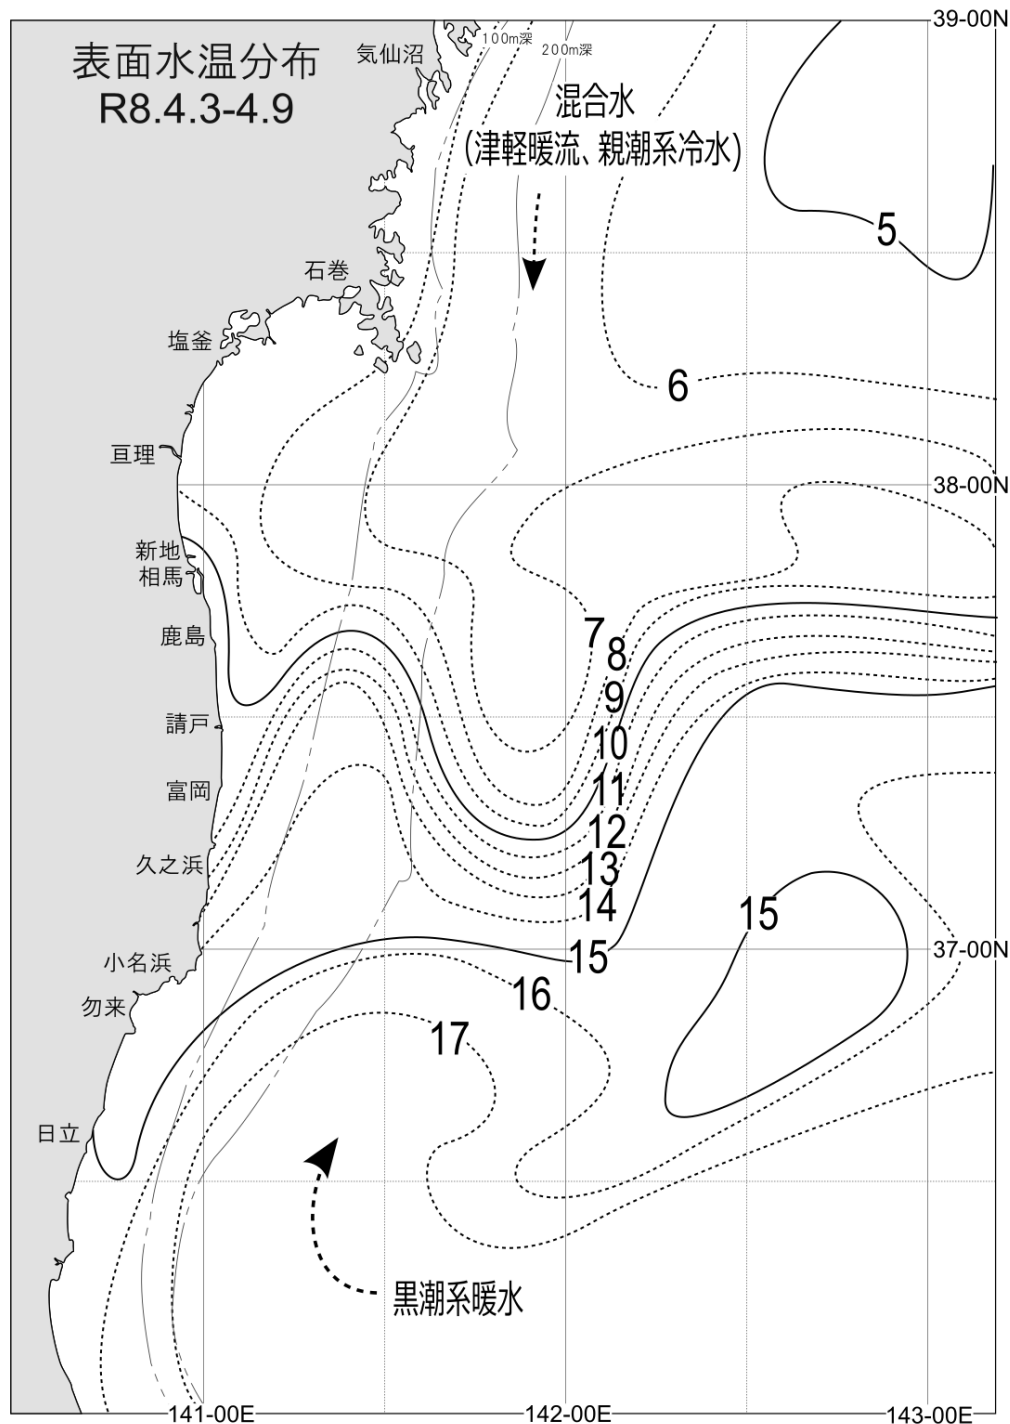 39-00N
100m深
200m深
表面水温分布
R8.4.3-4.9
気仙沼
混合水
(津軽暖流、親潮系冷水)
5
石巻
塩釜
6
亘理
38-00N
新地
相馬
鹿島
7
8
9
請戸
10
富岡
11
12
久之浜
13
14
15
15
37-00N
小名浜
勿来
16
17
日立
黒潮系暖水
141-00E
142-00E
143-00E